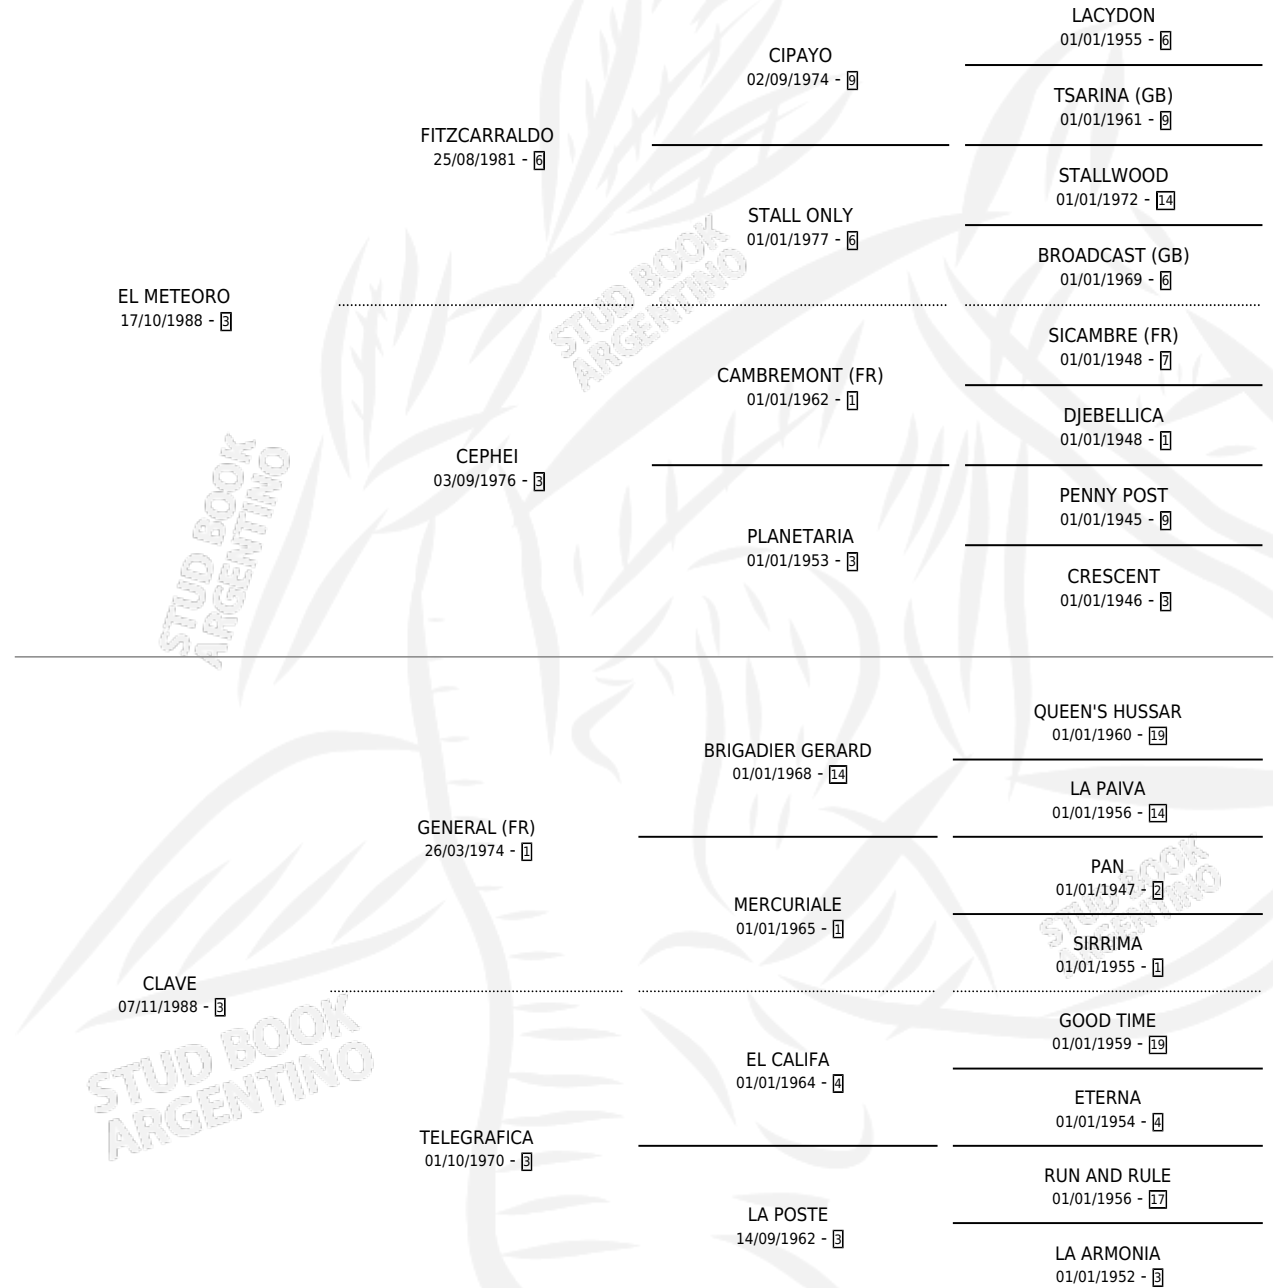 LACYDON
01/01/1955 - 6
CIPAYO
02/09/1974 - 9
TSARINA (GB)
01/01/1961 - 9
FITZCARRALDO
25/08/1981 - 6
STALLWOOD
01/01/1972 - 14
STALL ONLY
01/01/1977 - 6
BROADCAST (GB)
01/01/1969 - 6
EL METEORO
17/10/1988 - 3
SICAMBRE (FR)
01/01/1948 - 7
CAMBREMONT (FR)
01/01/1962 - 1
DJEBELLICA
01/01/1948 - 1
CEPHEI
03/09/1976 - 3
PENNY POST
01/01/1945 - 9
PLANETARIA
01/01/1953 - 3
CRESCENT
01/01/1946 - 3
STUD BOOK
ARGENTINO
STUD BOOK
ARGENTINO
QUEEN'S HUSSAR
01/01/1960 - 19
BRIGADIER GERARD
01/01/1968 - 14
LA PAIVA
01/01/1956 - 14
GENERAL (FR)
26/03/1974 - 1
PAN
01/01/1947 - 2
MERCURIALE
01/01/1965 - 1
SIRRIMA
01/01/1955 - 1
CLAVE
07/11/1988 - 3
GOOD TIME
01/01/1959 - 19
EL CALIFA
01/01/1964 - 4
ETERNA
01/01/1954 - 4
TELEGRAFICA
01/10/1970 - 3
RUN AND RULE
01/01/1956 - 17
LA POSTE
14/09/1962 - 3
LA ARMONIA
01/01/1952 - 3
STUD BOOK
ARGENTINO
STUD BOOK
ARGENTINO